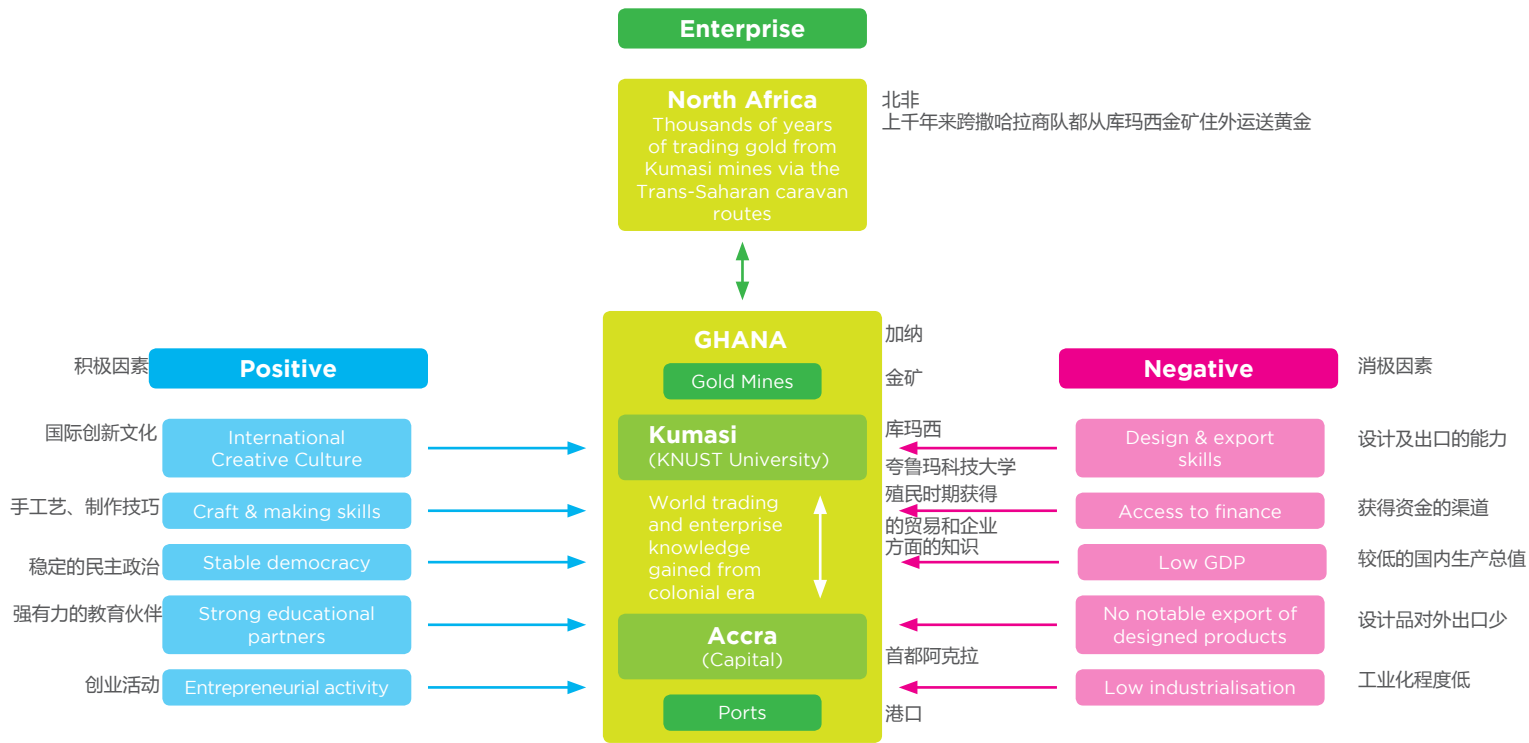 Enterprise
North Africa
Thousands of years
of trading gold from
Kumasi mines via the
Trans-Saharan caravan
routes
北非
上千年来跨撒哈拉商队都从库玛西金矿住外运送黄金
积极因素
Positive
国际创新文化
International
Creative Culture
手工艺、制作技巧
Craft & making skills
稳定的民主政治
Stable democracy
强有力的教育伙伴
Strong educational
partners
创业活动
Entrepreneurial activity
GHANA
加纳
Gold Mines
金矿
Kumasi
(KNUST University)
库玛西
夸鲁玛科技大学
World trading
and enterprise
knowledge
gained from
colonial era
殖民时期获得
的贸易和企业
方面的知识
Accra
(Capital)
首都阿克拉
Ports
港口
Negative
消极因素
Design & export
skills
设计及出口的能力
Access to finance
获得资金的渠道
Low GDP
较低的国内生产总值
No notable export of
designed products
设计品对外出口少
Low industrialisation
工业化程度低